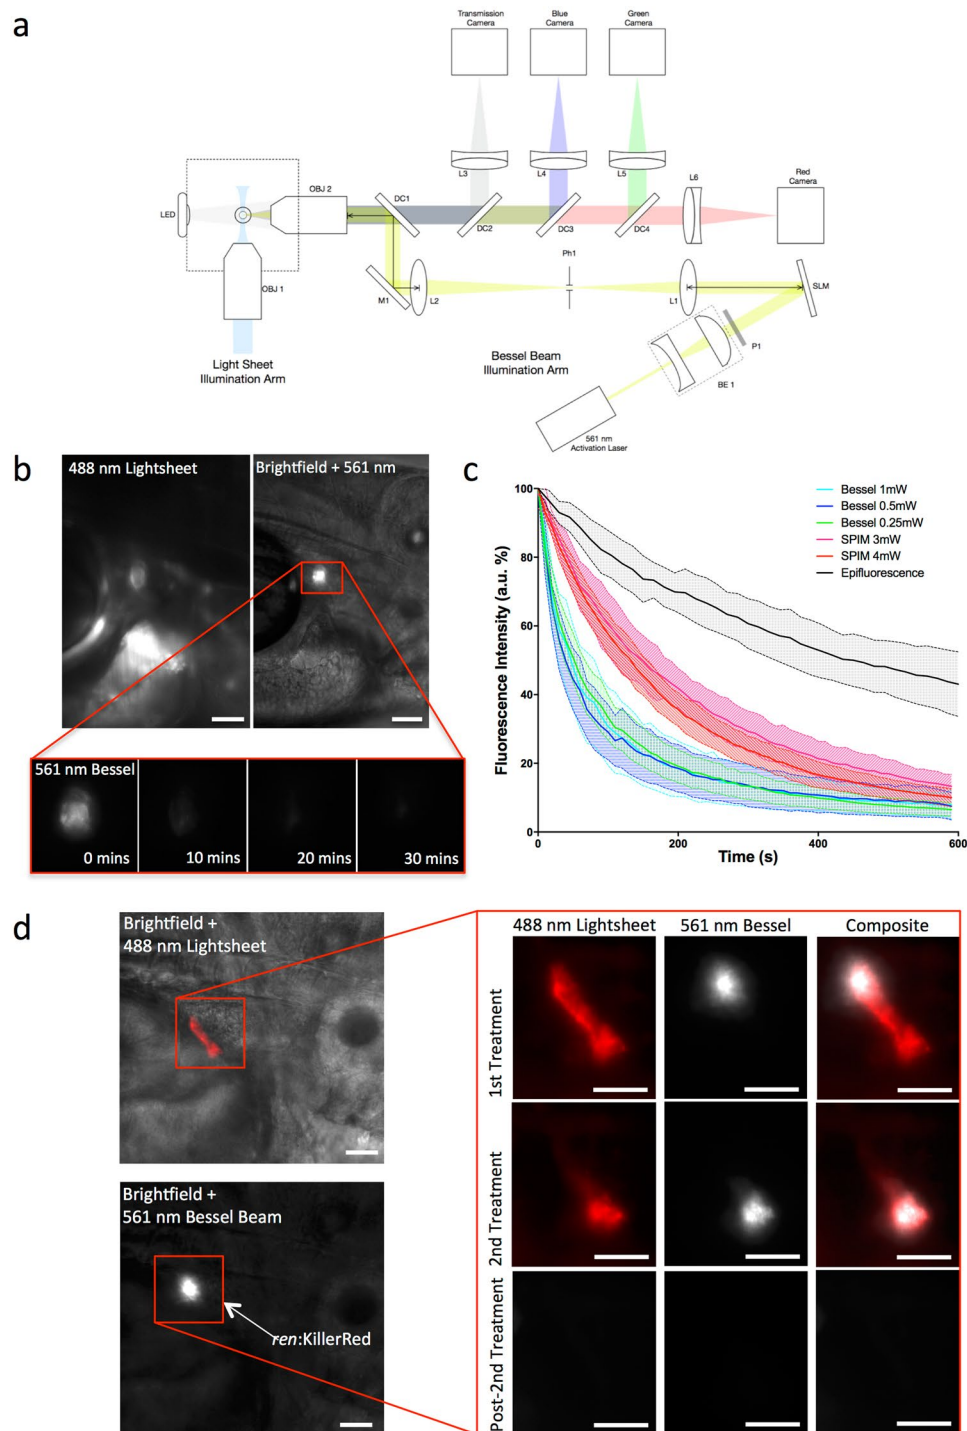 a
Transmission
Camera
Blue
Camera
Green
Camera
L3
L4
L5
L6
Red
Camera
LED
OBJ 2
DC1
DC2
DC3
DC4
OBJ 1
M1
L2
Ph1
L1
SLM
P1
BE 1
Light Sheet
Illumination Arm
Bessel Beam
Illumination Arm
561 nm
Activation Laser
b
488 nm Lightsheet
Brightfield + 561 nm
561 nm Bessel
0 mins
10 mins
20 mins
30 mins
c
Fluorescence Intensity (a.u. %)
100
80
60
40
20
0
0
200
400
600
Time (s)
Bessel 1mW
Bessel 0.5mW
Bessel 0.25mW
SPIM 3mW
SPIM 4mW
Epifluorescence
d
Brightfield +
488 nm Lightsheet
Brightfield +
561 nm Bessel Beam
ren:KillerRed
488 nm Lightsheet
561 nm Bessel
Composite
1st Treatment
2nd Treatment
Post-2nd Treatment